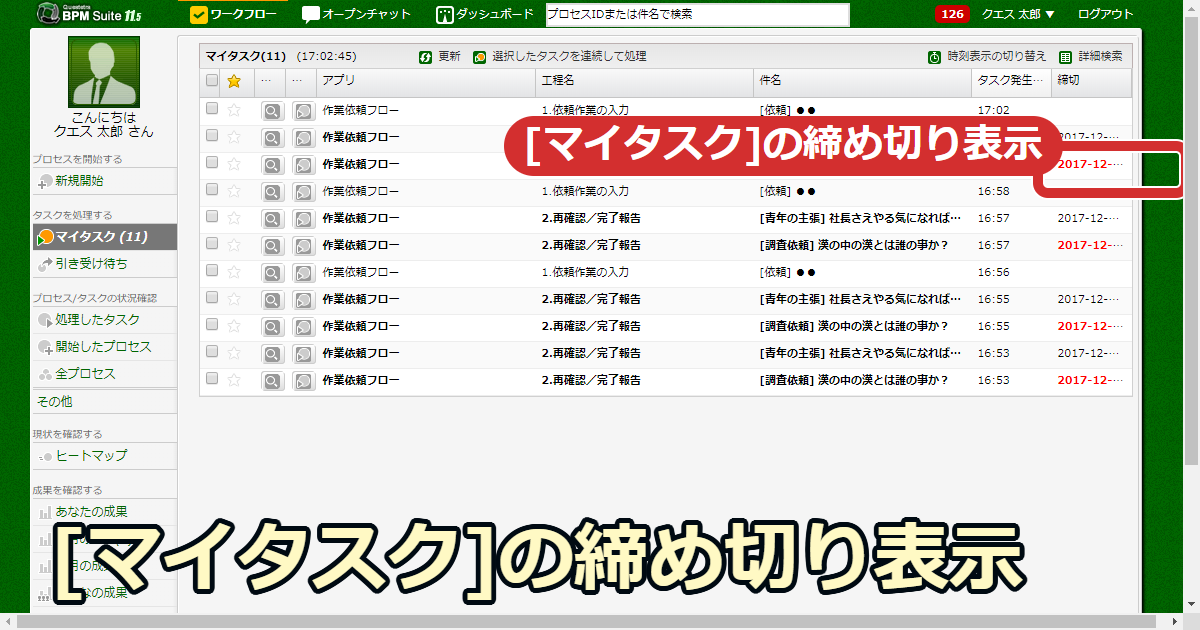 Questetra
BPM Suite 11.5
ワークフロー
オープンチャット
ダッシュボード
プロセスIDまたは件名で検索
126
クエス 太郎 ▼
ログアウト
こんにちは
クエス 太郎 さん
プロセスを開始する
新規開始
タスクを処理する
マイタスク (11)
引き受け待ち
プロセス/タスクの状況確認
処理したタスク
開始したプロセス
全プロセス
その他
現状を確認する
ヒートマップ
成果を確認する
あなたの成果
マイタスク(11) (17:02:45)
更新
選択したタスクを連続して処理
時刻表示の切り替え
詳細検索
... ... アプリ 工程名 件名 タスク発生... 締切
作業依頼フロー 1.依頼作業の入力 [依頼] ●● 17:02
作業依頼フロー 2017-12-...
作業依頼フロー 2017-12-...
作業依頼フロー 1.依頼作業の入力 [依頼] ●● 16:58
作業依頼フロー 2.再確認／完了報告 [青年の主張] 社長さえやる気になれば... 16:57 2017-12-...
作業依頼フロー 2.再確認／完了報告 [調査依頼] 漢の中の漢とは誰の事か？ 16:57 2017-12-...
作業依頼フロー 1.依頼作業の入力 [依頼] ●● 16:56
作業依頼フロー 2.再確認／完了報告 [青年の主張] 社長さえやる気になれば... 16:55 2017-12-...
作業依頼フロー 2.再確認／完了報告 [調査依頼] 漢の中の漢とは誰の事か？ 16:55 2017-12-...
作業依頼フロー 2.再確認／完了報告 [青年の主張] 社長さえやる気になれば... 16:53 2017-12-...
作業依頼フロー 2.再確認／完了報告 [調査依頼] 漢の中の漢とは誰の事か？ 16:53 2017-12-...
[マイタスク]の締め切り表示
[マイタスク]の締め切り表示